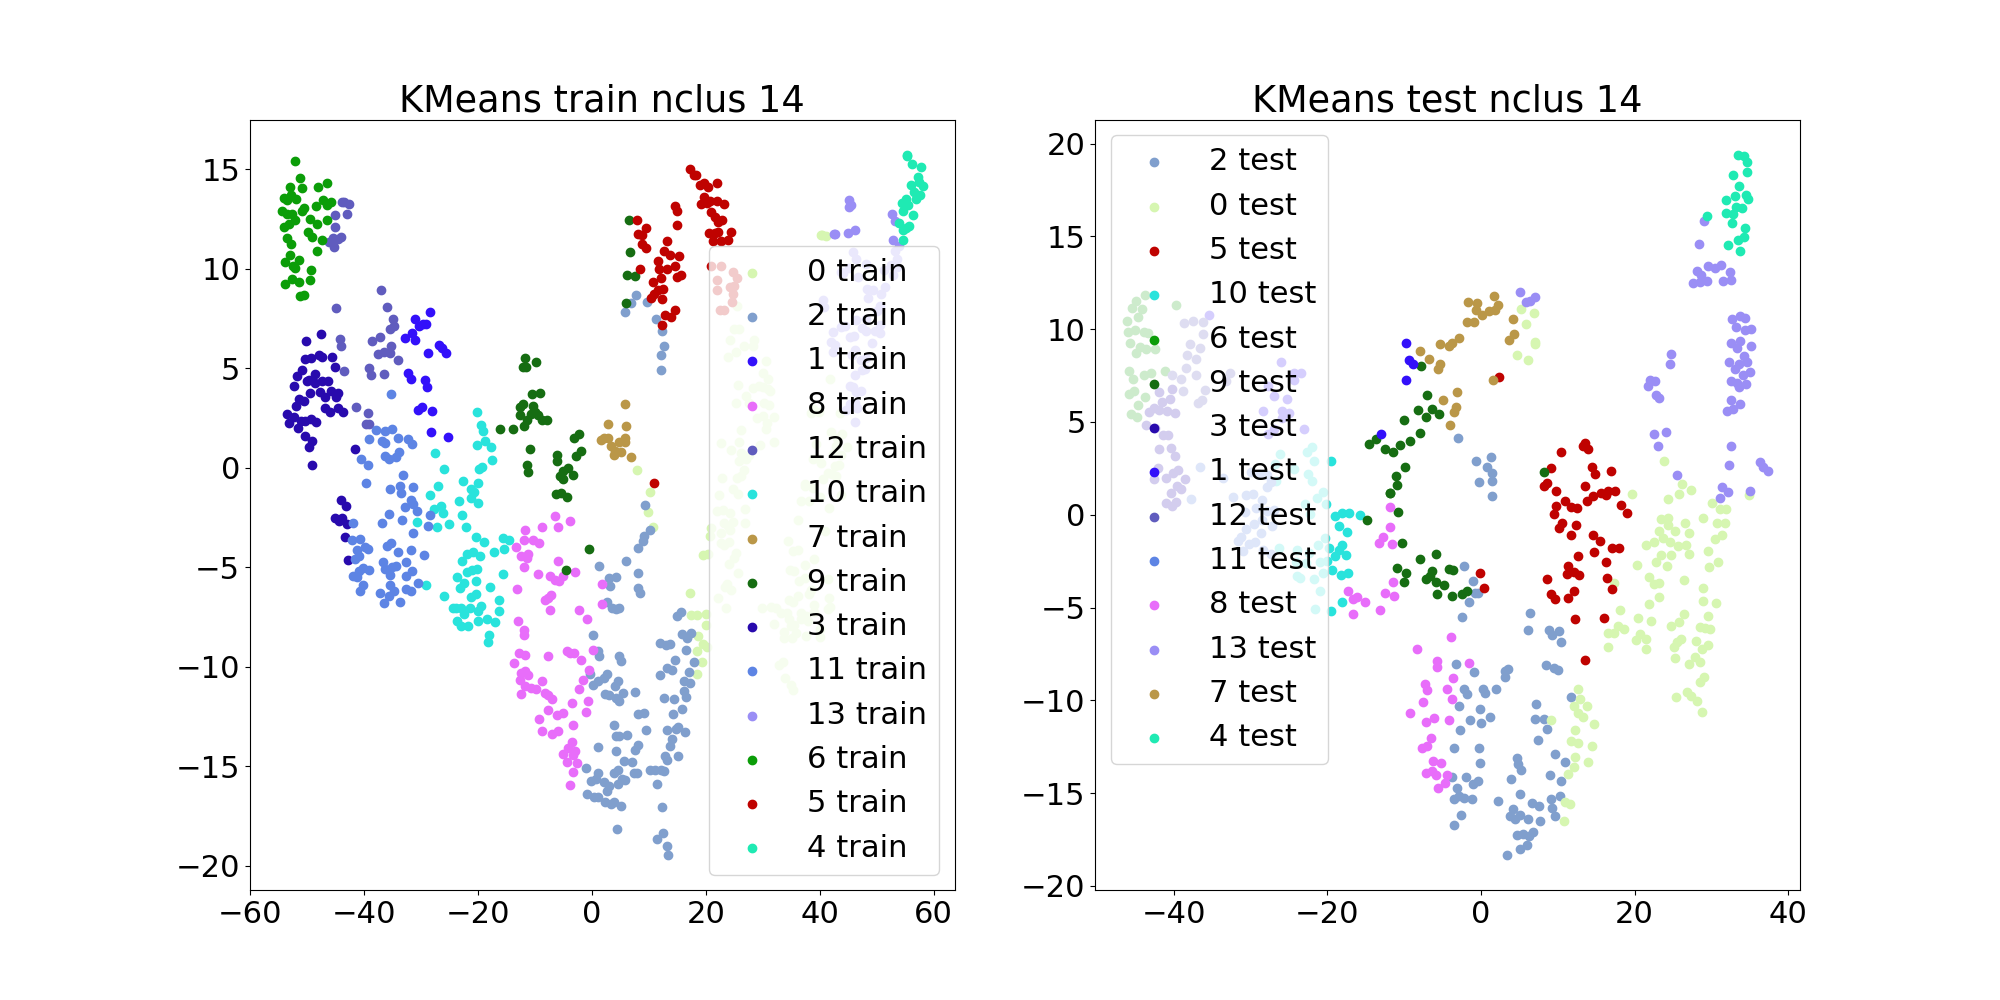 KMeans train nclus 14
15
10
5
0
−5
−10
−15
−20
−60 −40 −20 0 20 40 60
0 train
2 train
1 train
8 train
12 train
10 train
7 train
9 train
3 train
11 train
13 train
6 train
5 train
4 train
KMeans test nclus 14
20
15
10
5
0
−5
−10
−15
−20
−40 −20 0 20 40
2 test
0 test
5 test
10 test
6 test
9 test
3 test
1 test
12 test
11 test
8 test
13 test
7 test
4 test